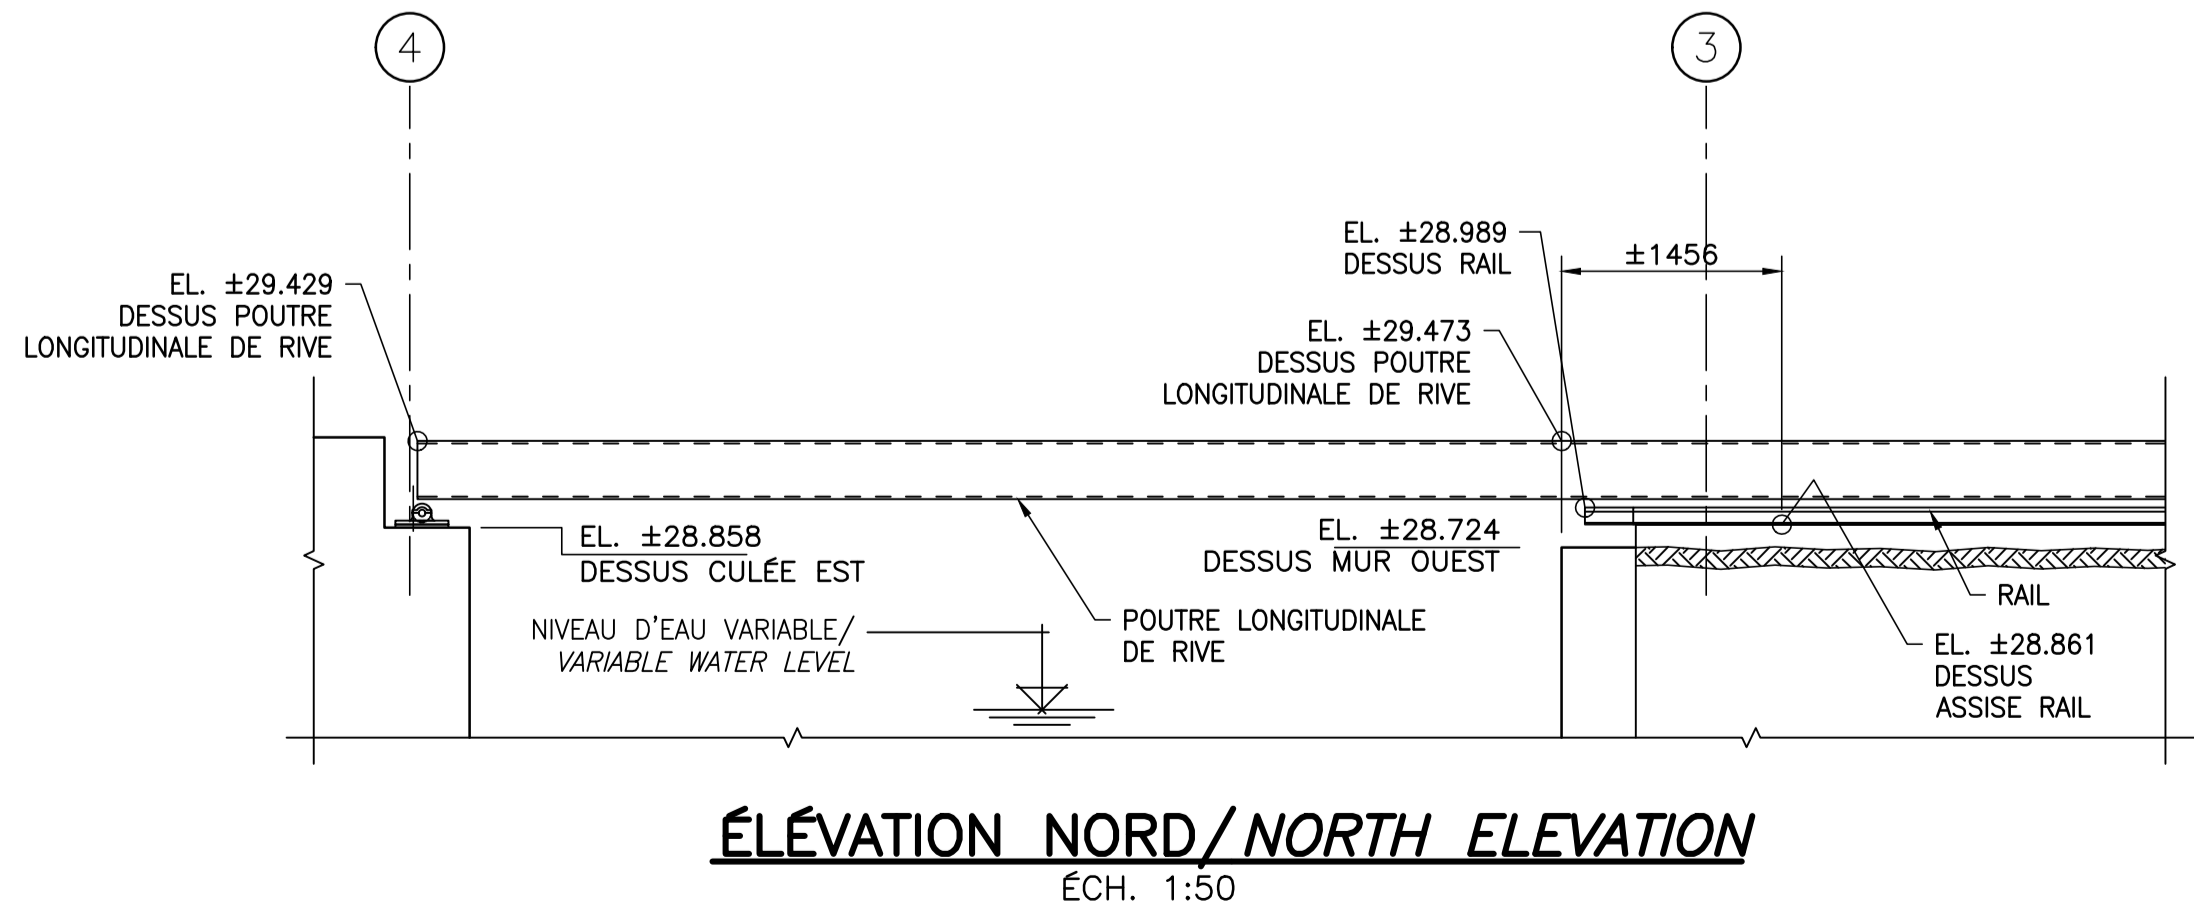 4
3
EL. ±28.989
DESSUS RAIL
±1456
EL. ±29.429
DESSUS POUTRE
LONGITUDINALE DE RIVE
EL. ±29.473
DESSUS POUTRE
LONGITUDINALE DE RIVE
EL. ±28.858
DESSUS CULÉE EST
EL. ±28.724
DESSUS MUR OUEST
NIVEAU D'EAU VARIABLE/
VARIABLE WATER LEVEL
POUTRE LONGITUDINALE
DE RIVE
RAIL
EL. ±28.861
DESSUS
ASSISE RAIL
ÉLÉVATION NORD/NORTH ELEVATION
ÉCH. 1:50